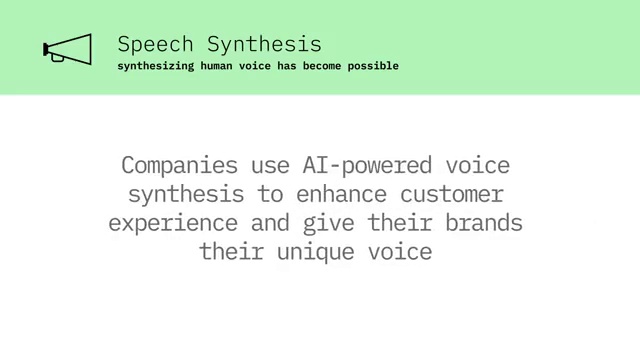 Speech Synthesis
synthesizing human voice has become possible
Companies use AI-powered voice
synthesis to enhance customer
experience and give their brands
their unique voice